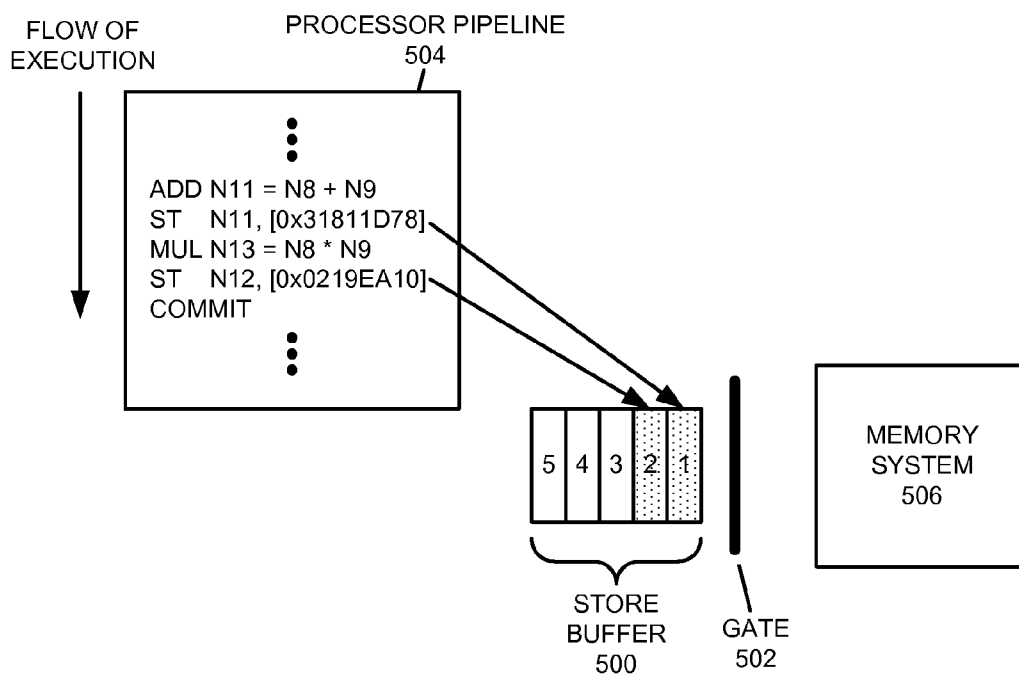 FLOW OF
EXECUTION
PROCESSOR PIPELINE
504
ADD N11 = N8 + N9
ST N11, [0x31811D78]
MUL N13 = N8 * N9
ST N12, [0x0219EA10]
COMMIT
5 4 3 2 1
MEMORY
SYSTEM
506
STORE
BUFFER
500
GATE
502